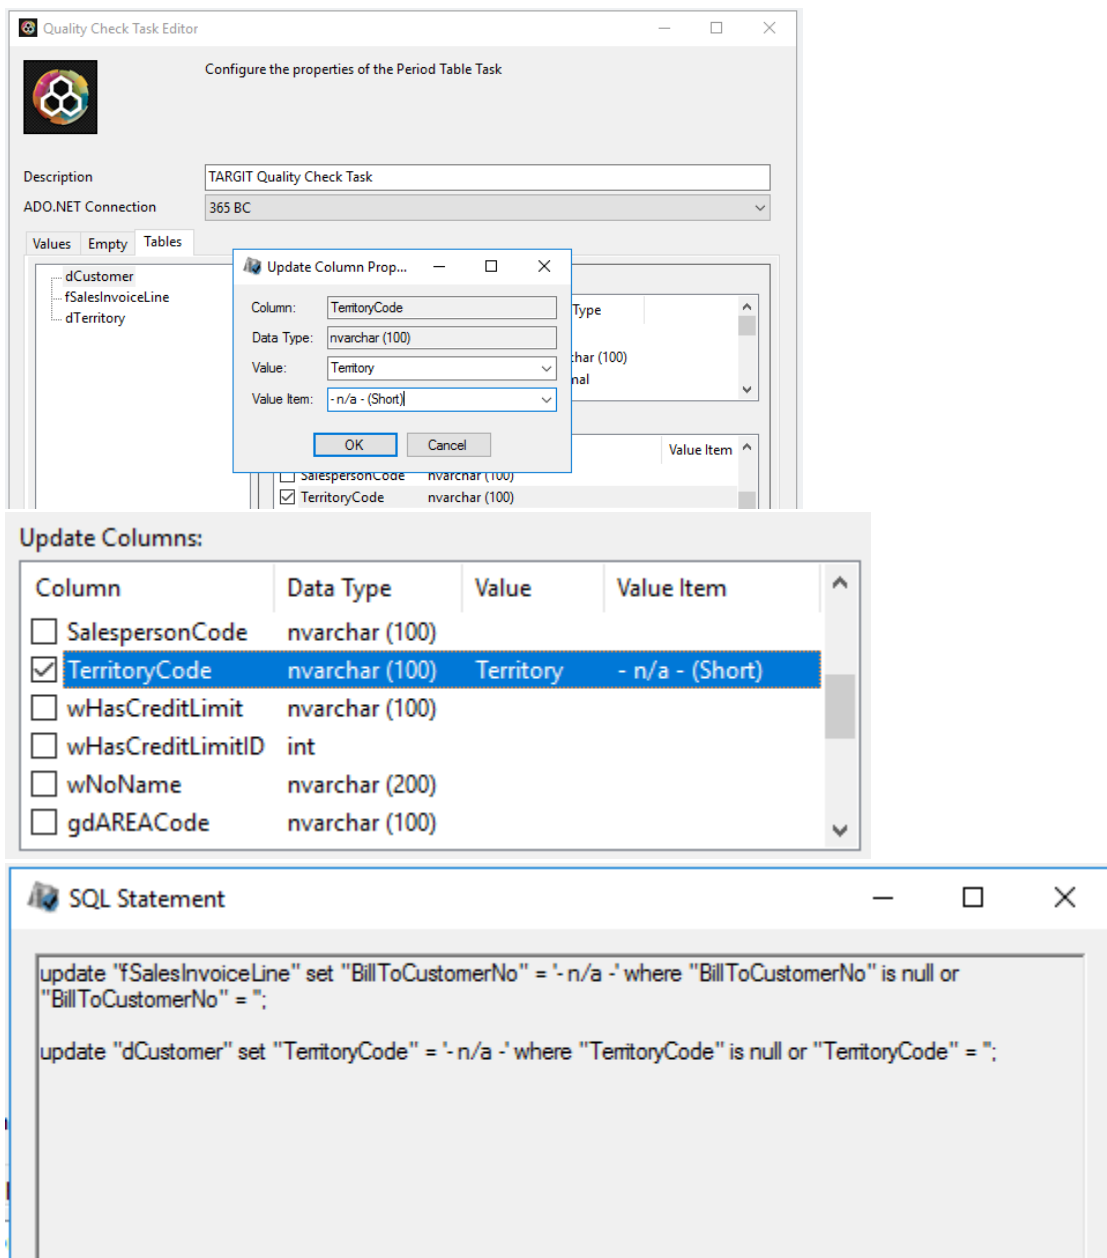 Quality Check Task Editor
Configure the properties of the Period Table Task
Description
TARGIT Quality Check Task
ADO.NET Connection
365 BC
Values Empty Tables
dCustomer
fSalesInvoiceLine
dTerritory
Update Column Prop...
Column: TerritoryCode
Data Type: nvarchar (100)
Value: Territory
Value Item: - n/a - (Short)
OK Cancel
Type
char (100)
nal
Value Item
SalespersonCode nvarchar (100)
TerritoryCode nvarchar (100)
Update Columns:
Column Data Type Value Value Item
SalespersonCode nvarchar (100)
TerritoryCode nvarchar (100) Territory - n/a - (Short)
wHasCreditLimit nvarchar (100)
wHasCreditLimitID int
wNoName nvarchar (200)
gdAREACode nvarchar (100)
SQL Statement
update "fSalesInvoiceLine" set "BillToCustomerNo" = '- n/a -' where "BillToCustomerNo" is null or
"BillToCustomerNo" = '';
update "dCustomer" set "TerritoryCode" = '- n/a -' where "TerritoryCode" is null or "TerritoryCode" = '';